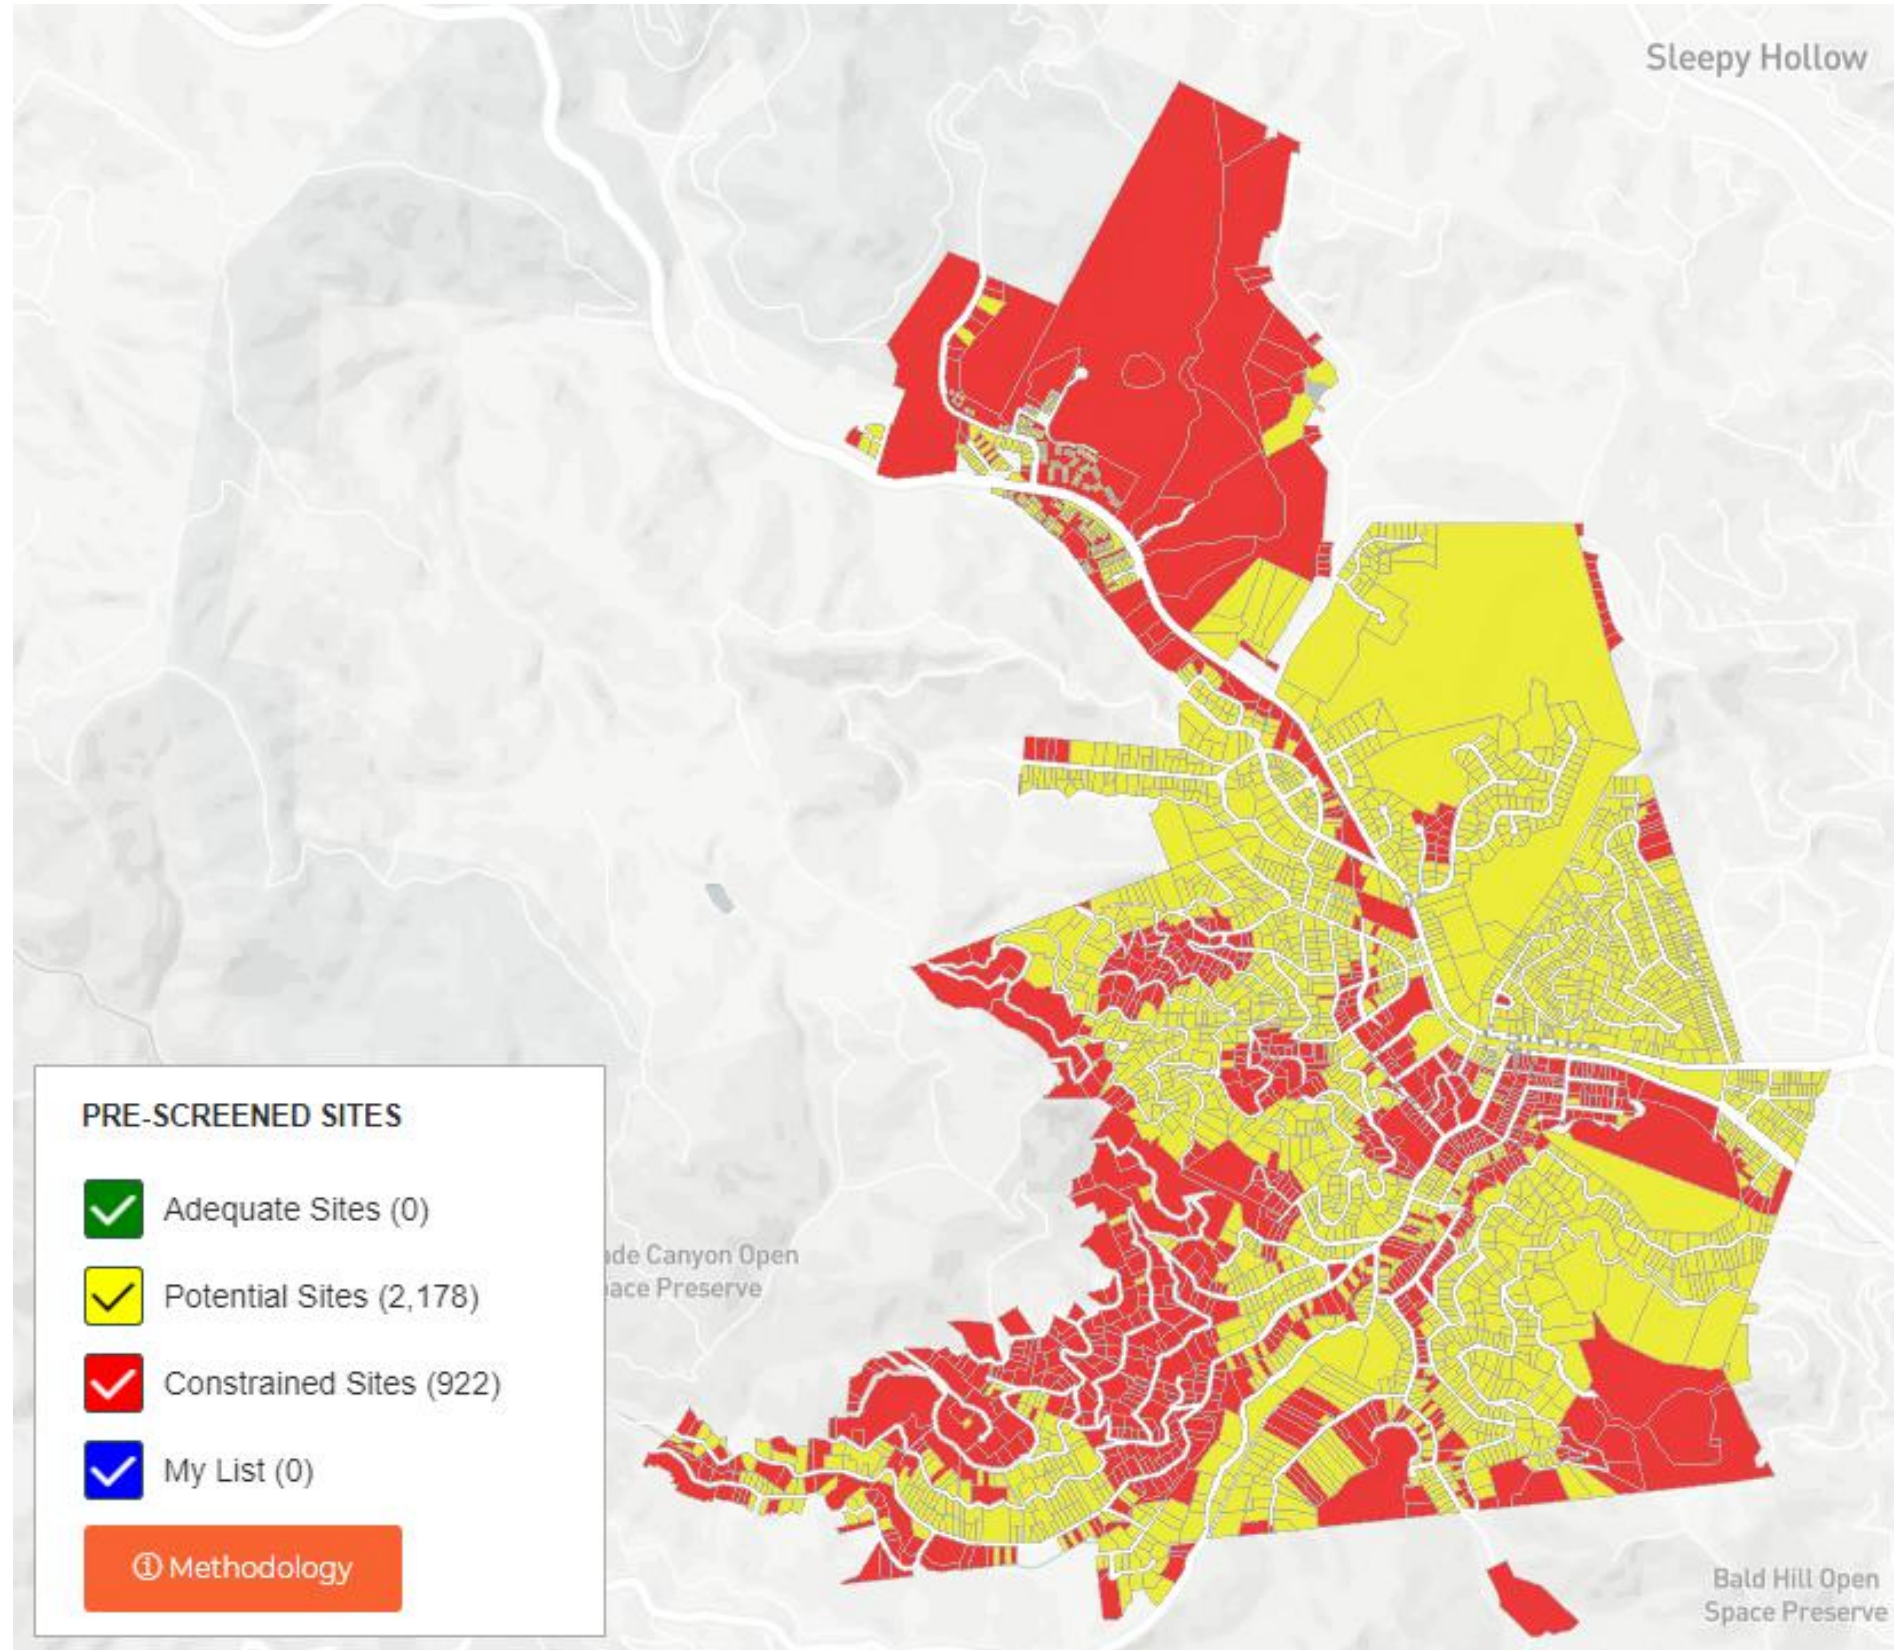 Sleepy Hollow
PRE-SCREENED SITES
Adequate Sites (0)
Potential Sites (2,178)
Constrained Sites (922)
My List (0)
Methodology
Canyon Open
Preserve
Bald Hill Open
Space Preserve